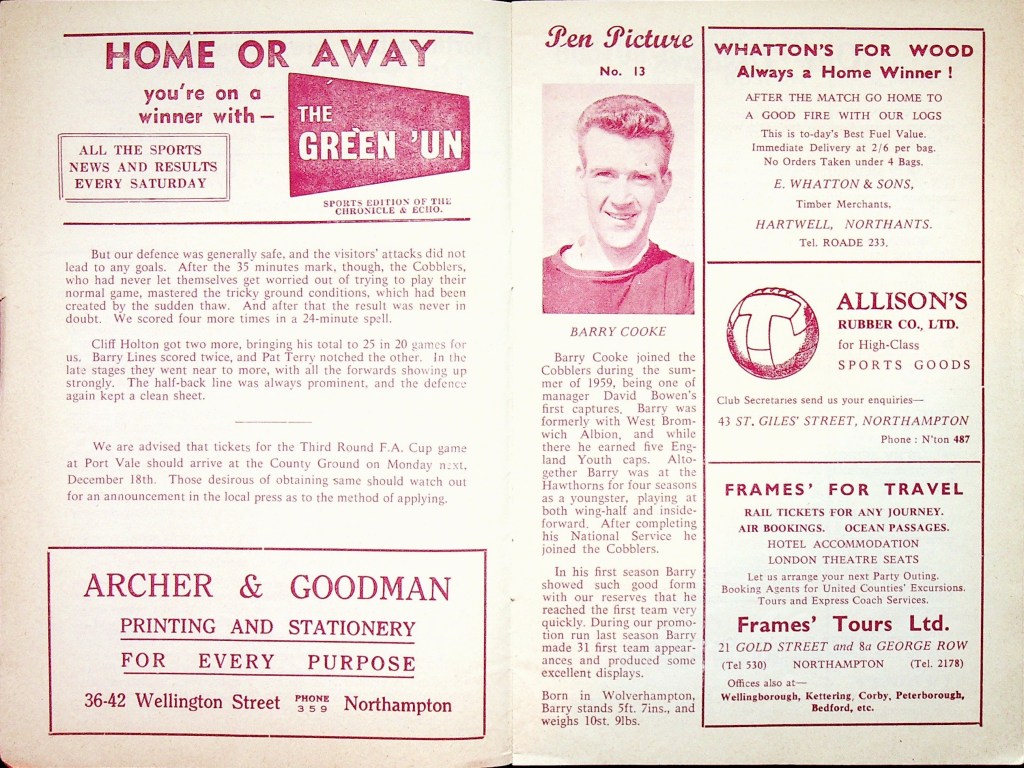 HOME OR AWAY
you're on a
winner with —
THE
GREEN 'UN
ALL THE SPORTS
NEWS AND RESULTS
EVERY SATURDAY
SPORTS EDITION OF THE
CHRONICLE & ECHO.
But our defence was generally safe, and the visitors' attacks did not
lead to any goals. After the 35 minutes mark, though, the Cobblers,
who had never let themselves get worried out of trying to play their
normal game, mastered the tricky ground conditions, which had been
created by the sudden thaw. And after that the result was never in
doubt. We scored four more times in a 24-minute spell.
Cliff Holton got two more, bringing his total to 25 in 20 games for
us. Barry Lines scored twice, and Pat Terry notched the other. In the
late stages they went near to more, with all the forwards showing up
strongly. The half-back line was always prominent, and the defence
again kept a clean sheet.
We are advised that tickets for the Third Round F.A. Cup game
at Port Vale should arrive at the County Ground on Monday next,
December 18th. Those desirous of obtaining same should watch out
for an announcement in the local press as to the method of applying.
ARCHER & GOODMAN
PRINTING AND STATIONERY
FOR EVERY PURPOSE
36-42 Wellington Street PHONE 359 Northampton
Pen Picture
No. 13
BARRY COOKE
Barry Cooke joined the
Cobblers during the sum-
mer of 1959, being one of
manager David Bowen's
first captures. Barry was
formerly with West Brom-
wich Albion, and while
there he earned five Eng-
land Youth caps. Alto-
gether Barry was at the
Hawthorns for four seasons
as a youngster, playing at
both wing-half and inside-
forward. After completing
his National Service he
joined the Cobblers.
In his first season Barry
showed such good form
with our reserves that he
reached the first team very
quickly. During our promo-
tion run last season Barry
made 31 first team appear-
ances and produced some
excellent displays.
Born in Wolverhampton,
Barry stands 5ft. 7ins., and
weighs 10st. 9lbs.
WHATTON'S FOR WOOD
Always a Home Winner !
AFTER THE MATCH GO HOME TO
A GOOD FIRE WITH OUR LOGS
This is to-day's Best Fuel Value.
Immediate Delivery at 2/6 per bag.
No Orders Taken under 4 Bags.
E. WHATTON & SONS,
Timber Merchants,
HARTWELL, NORTHANTS.
Tel. ROADE 233.
ALLISON'S
RUBBER CO., LTD.
for High-Class
SPORTS GOODS
Club Secretaries send us your enquiries—
43 ST. GILES' STREET, NORTHAMPTON
Phone : N'ton 487
FRAMES' FOR TRAVEL
RAIL TICKETS FOR ANY JOURNEY.
AIR BOOKINGS. OCEAN PASSAGES.
HOTEL ACCOMMODATION
LONDON THEATRE SEATS
Let us arrange your next Party Outing.
Booking Agents for United Counties' Excursions.
Tours and Express Coach Services.
Frames' Tours Ltd.
21 GOLD STREET and 8a GEORGE ROW
(Tel 530) NORTHAMPTON (Tel. 2178)
Offices also at—
Wellingborough, Kettering, Corby, Peterborough,
Bedford, etc.